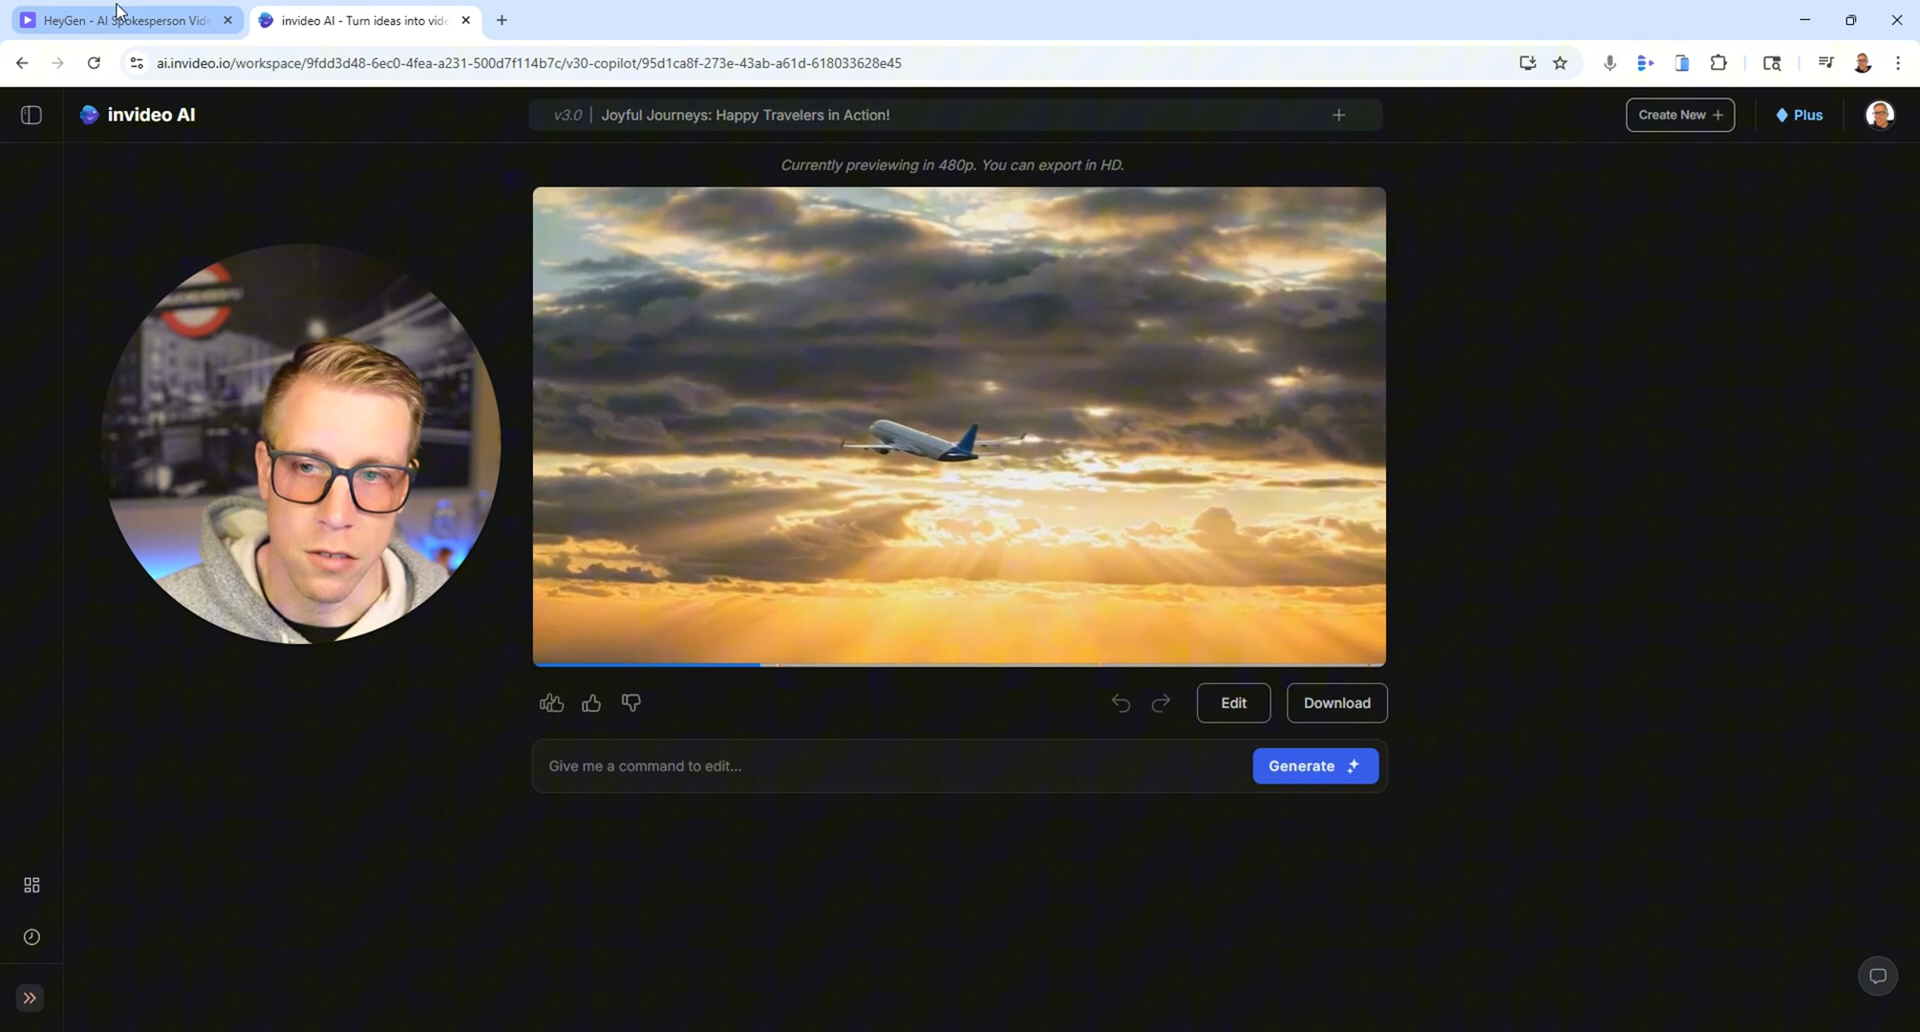 HeyGen - AI Spokesperson Vide
invideo AI - Turn ideas into vide
ai.invideo.io/workspace/9fdd3d48-6ec0-4fea-a231-500d7f114b7c/v30-copilot/95d1ca8f-273e-43ab-a61d-618033628e45
invideo AI
v3.0 | Joyful Journeys: Happy Travelers in Action!
Create New +
Plus
Currently previewing in 480p. You can export in HD.
Edit
Download
Give me a command to edit...
Generate